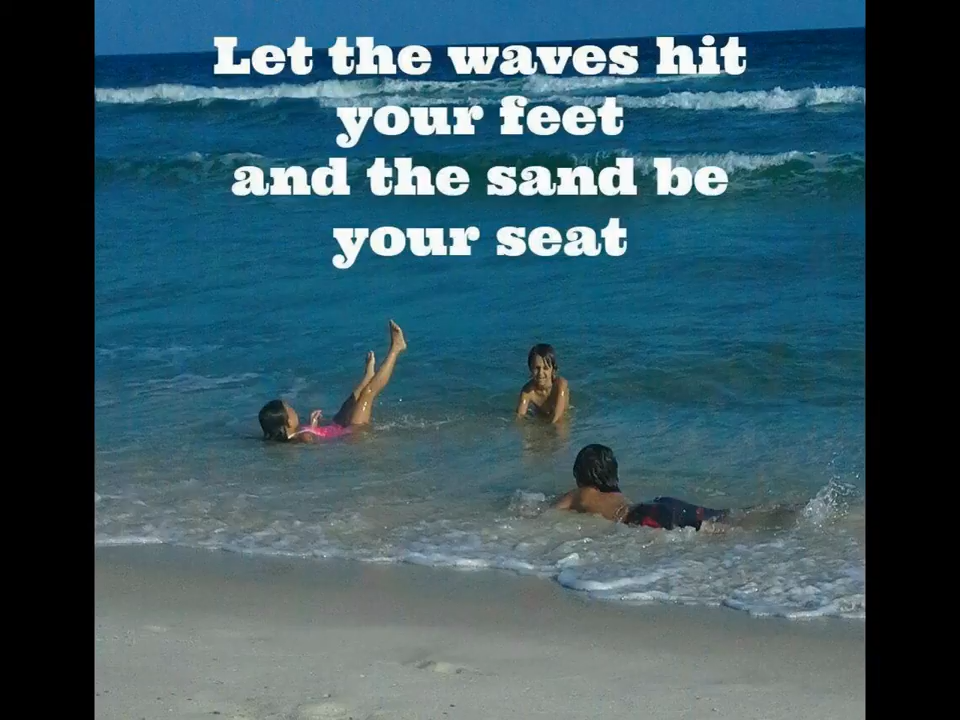 Let the waves hit
your feet
and the sand be
your seat